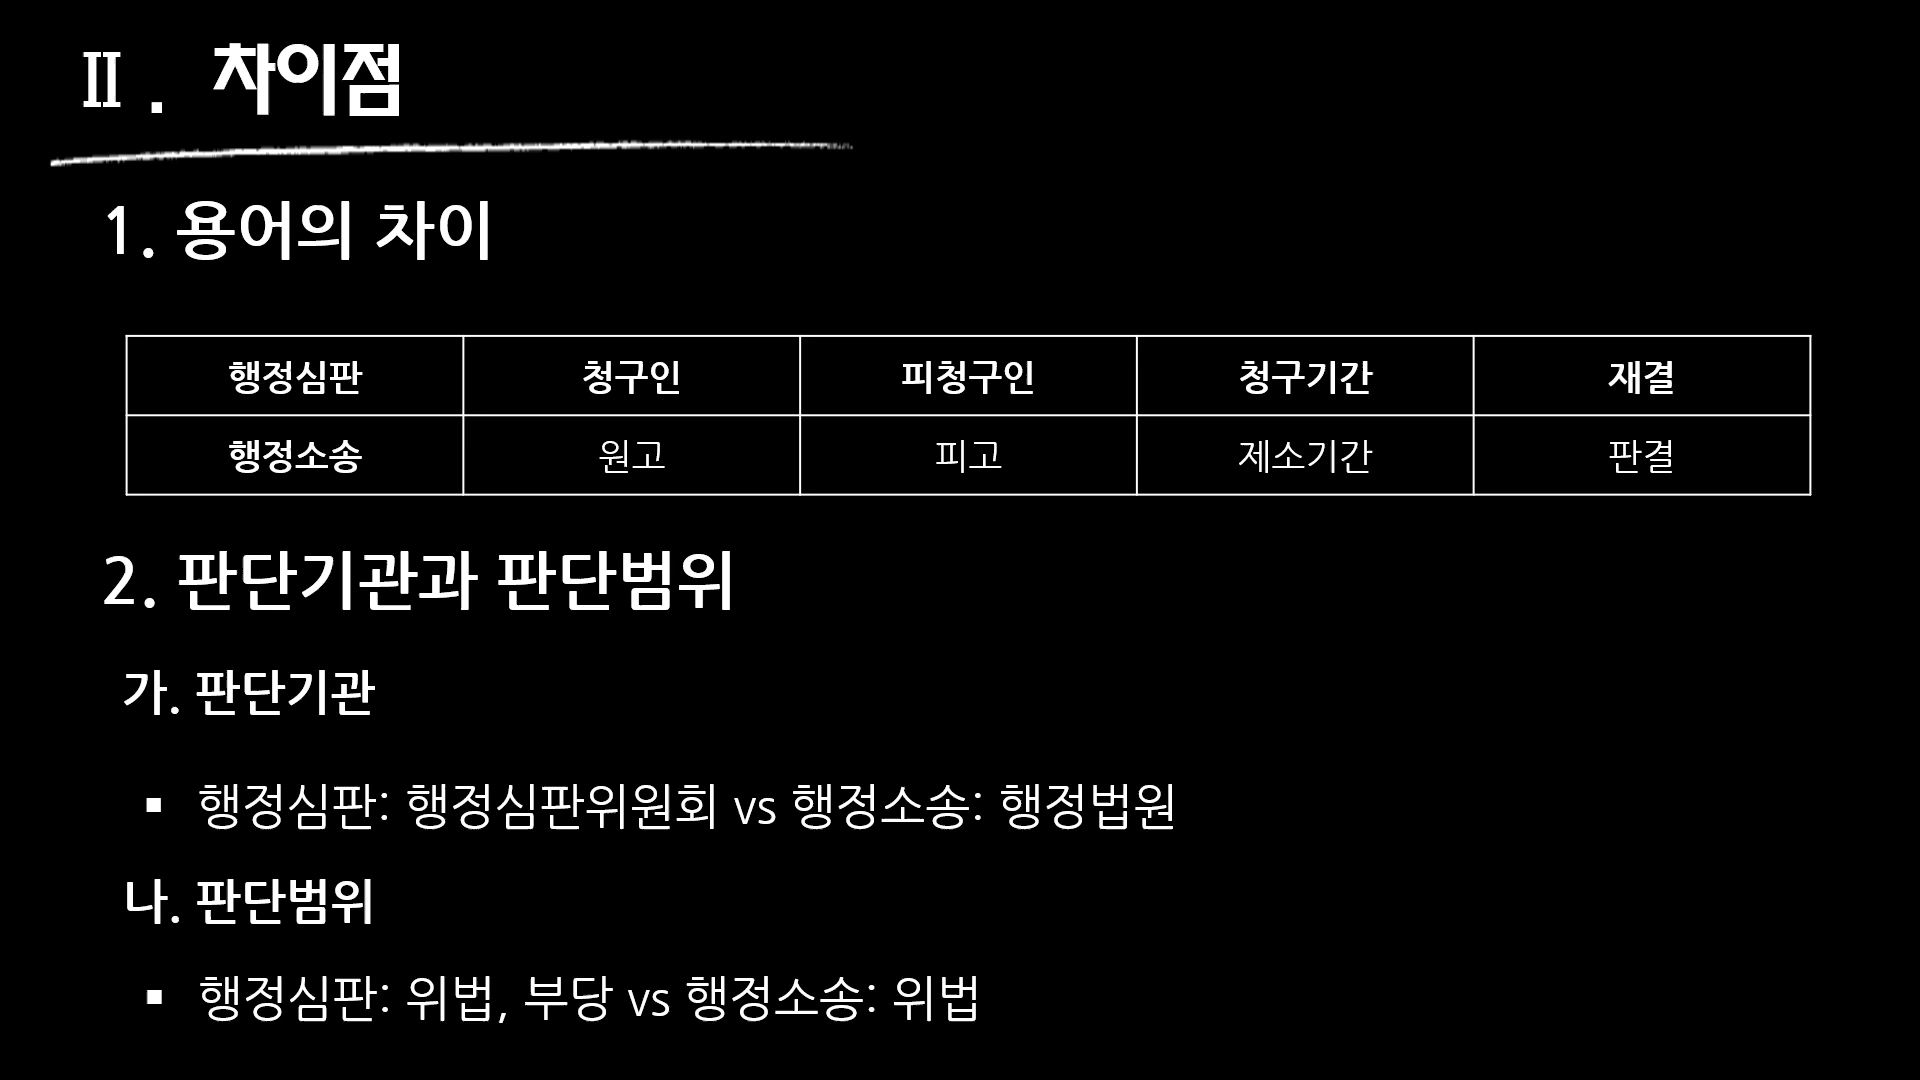 Ⅱ. 차이점
1. 용어의 차이
행정심판 청구인 피청구인 청구기간 재결
행정소송 원고 피고 제소기간 판결
2. 판단기관과 판단범위
가. 판단기관
▪ 행정심판: 행정심판위원회 vs 행정소송: 행정법원
나. 판단범위
▪ 행정심판: 위법, 부당 vs 행정소송: 위법